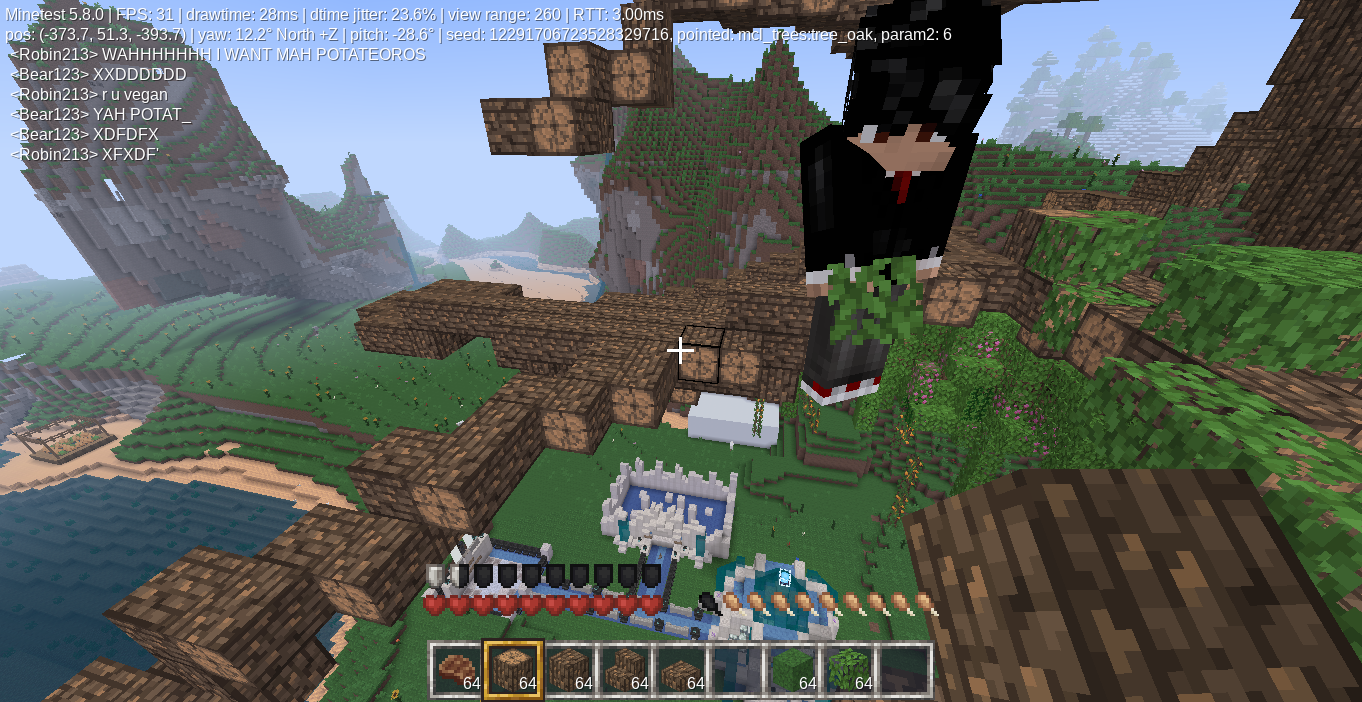 Minetest 5.8.0 | FPS: 31 | drawtime: 28ms | dtime jitter: 23.6% | view range: 260 | RTT: 3.00ms
pos: (-373.7, 51.3, -393.7) | yaw: 12.2° North +Z | pitch: -28.6° | seed: 12291706723528329716, pointed: mcl_trees:tree_oak, param2: 6
<Robin213> WAHHHHHHH I WANT MAH POTATEOROS
<Bear123> XXDDDDDD
<Robin213> r u vegan
<Bear123> YAH POTAT_
<Bear123> XDFDFX
<Robin213> XFXDF'
64 64 64 64 64 64 64